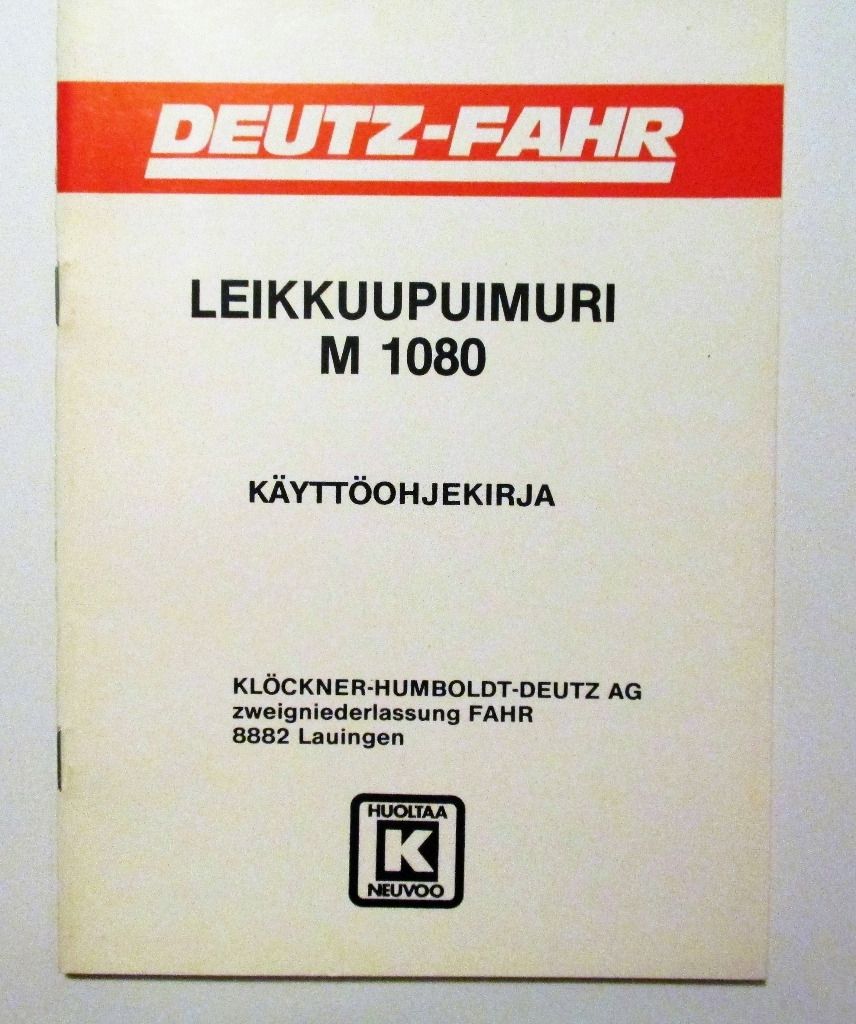 DEUTZ-FAHR
LEIKKUUPUIMURI
M 1080
KÄYTTÖOHJEKIRJA
KLÖCKNER-HUMBOLDT-DEUTZ AG
zweigniederlassung FAHR
8882 Lauingen
HUOLTAA
K
NEUVOO